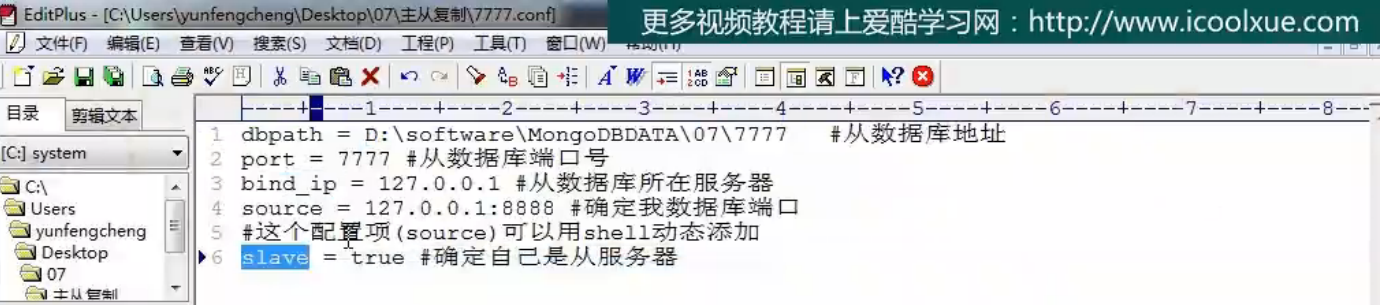 EditPlus - [C:\Users\yunfengcheng\Desktop\07\主从复制\7777.conf]
更多视频教程请上爱酷学习网：http://www.icoolxue.com
文件(F) 编辑(E) 查看(V) 搜索(S) 文档(D) 工程(P) 工具(T) 窗口(W) 帮助(H)
目录 剪辑文本
----+----1----+----2----+----3----+----4----+----5----+----6----+----7----+----8---
[C:] system
C:\
Users
yunfengcheng
Desktop
07
主从复制
1 dbpath = D:\software\MongoDBDATA\07\7777 #从数据库地址
2 port = 7777 #从数据库端口号
3 bind_ip = 127.0.0.1 #从数据库所在服务器
4 source = 127.0.0.1:8888 #确定我数据库端口
5 #这个配置项(source)可以用shell动态添加
6 slave = true #确定自己是从服务器